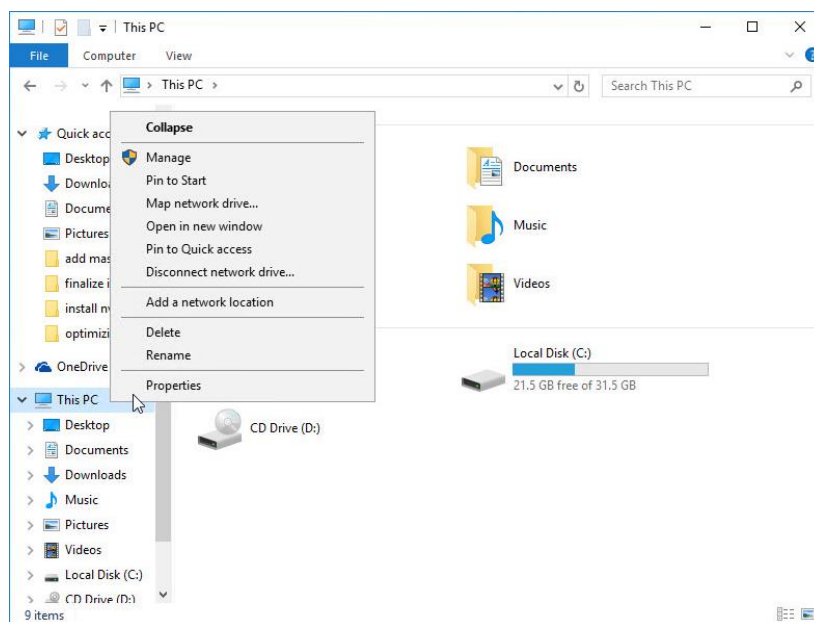 This PC
File Computer View
This PC
Search This PC
Quick acc
Desktop
Downlo
Docume
Pictures
add mas
finalize i
install n
optimizi
OneDrive
This PC
Desktop
Documents
Downloads
Music
Pictures
Videos
Local Disk (C:)
CD Drive (D:)
Collapse
Manage
Pin to Start
Map network drive...
Open in new window
Pin to Quick access
Disconnect network drive...
Add a network location
Delete
Rename
Properties
Documents
Music
Videos
Local Disk (C:)
21.5 GB free of 31.5 GB
CD Drive (D:)
9 items